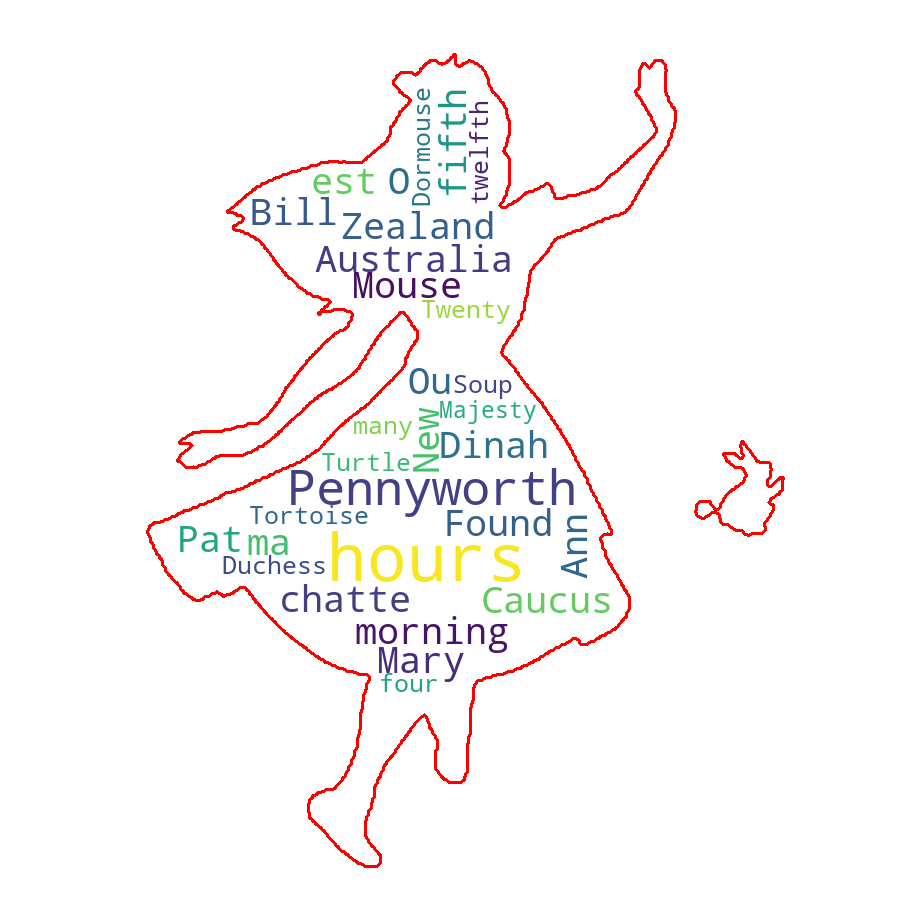 Dormouse
fifth
twelfth
est O
Bill
Zealand
Australia
Mouse
Twenty
Ou Soup
Majesty
many
New
Dinah
Turtle
Pennyworth
Tortoise
Found
Ann
Pat ma
hours
Duchess
chatte
Caucus
morning
Mary
four